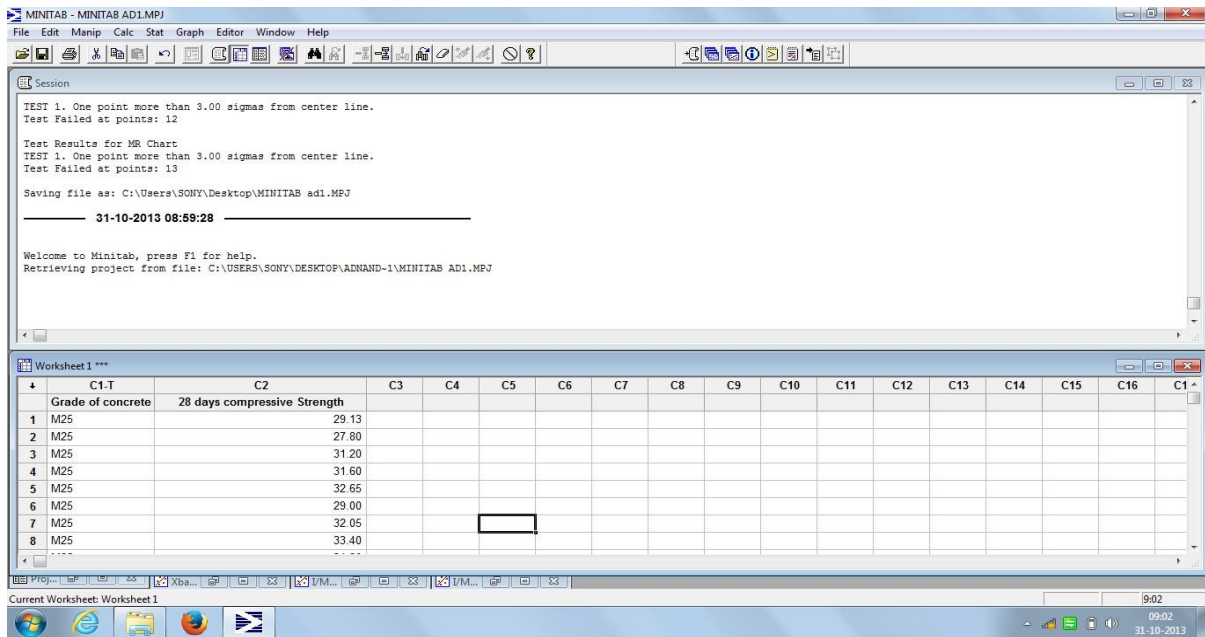 MINITAB - MINITAB AD1.MPJ
File Edit Manip Calc Stat Graph Editor Window Help
Session
TEST 1. One point more than 3.00 sigmas from center line.
Test Failed at points: 12
Test Results for MR Chart
TEST 1. One point more than 3.00 sigmas from center line.
Test Failed at points: 13
Saving file as: C:\Users\SONY\Desktop\MINITAB ad1.MPJ
31-10-2013 08:59:28
Welcome to Minitab, press F1 for help.
Retrieving project from file: C:\USERS\SONY\DESKTOP\ADNAND~1\MINITAB AD1.MPJ
Worksheet 1 ***
C1-T C2 C3 C4 C5 C6 C7 C8 C9 C10 C11 C12 C13 C14 C15 C16 C1
Grade of concrete 28 days compressive Strength
1 M25 29.13
2 M25 27.80
3 M25 31.20
4 M25 31.60
5 M25 32.65
6 M25 29.00
7 M25 32.05
8 M25 33.40
Proj... Xba... I/M... I/M...
Current Worksheet: Worksheet 1 9:02
09:02
31-10-2013